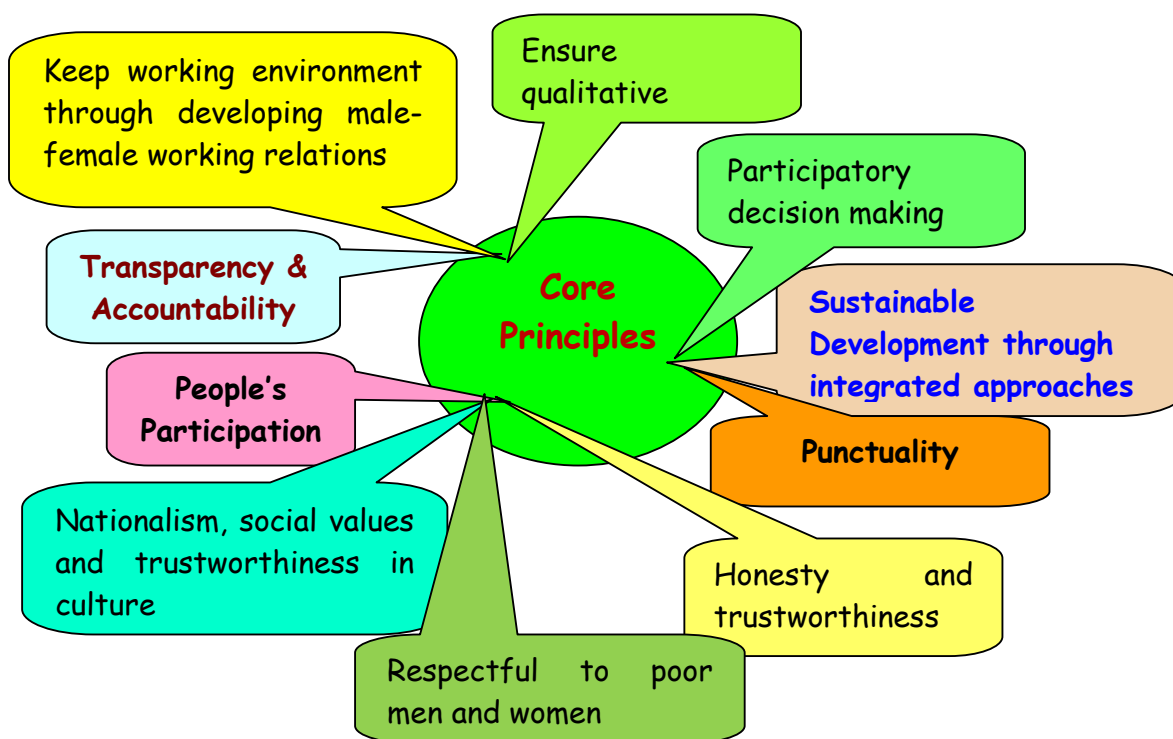 Keep working environment
through developing male-
female working relations
Ensure
qualitative
Participatory
decision making
Transparency &
Accountability
Core
Principles
Sustainable
Development through
integrated approaches
People’s
Participation
Punctuality
Nationalism, social values
and trustworthiness in
culture
Honesty and
trustworthiness
Respectful to poor
men and women